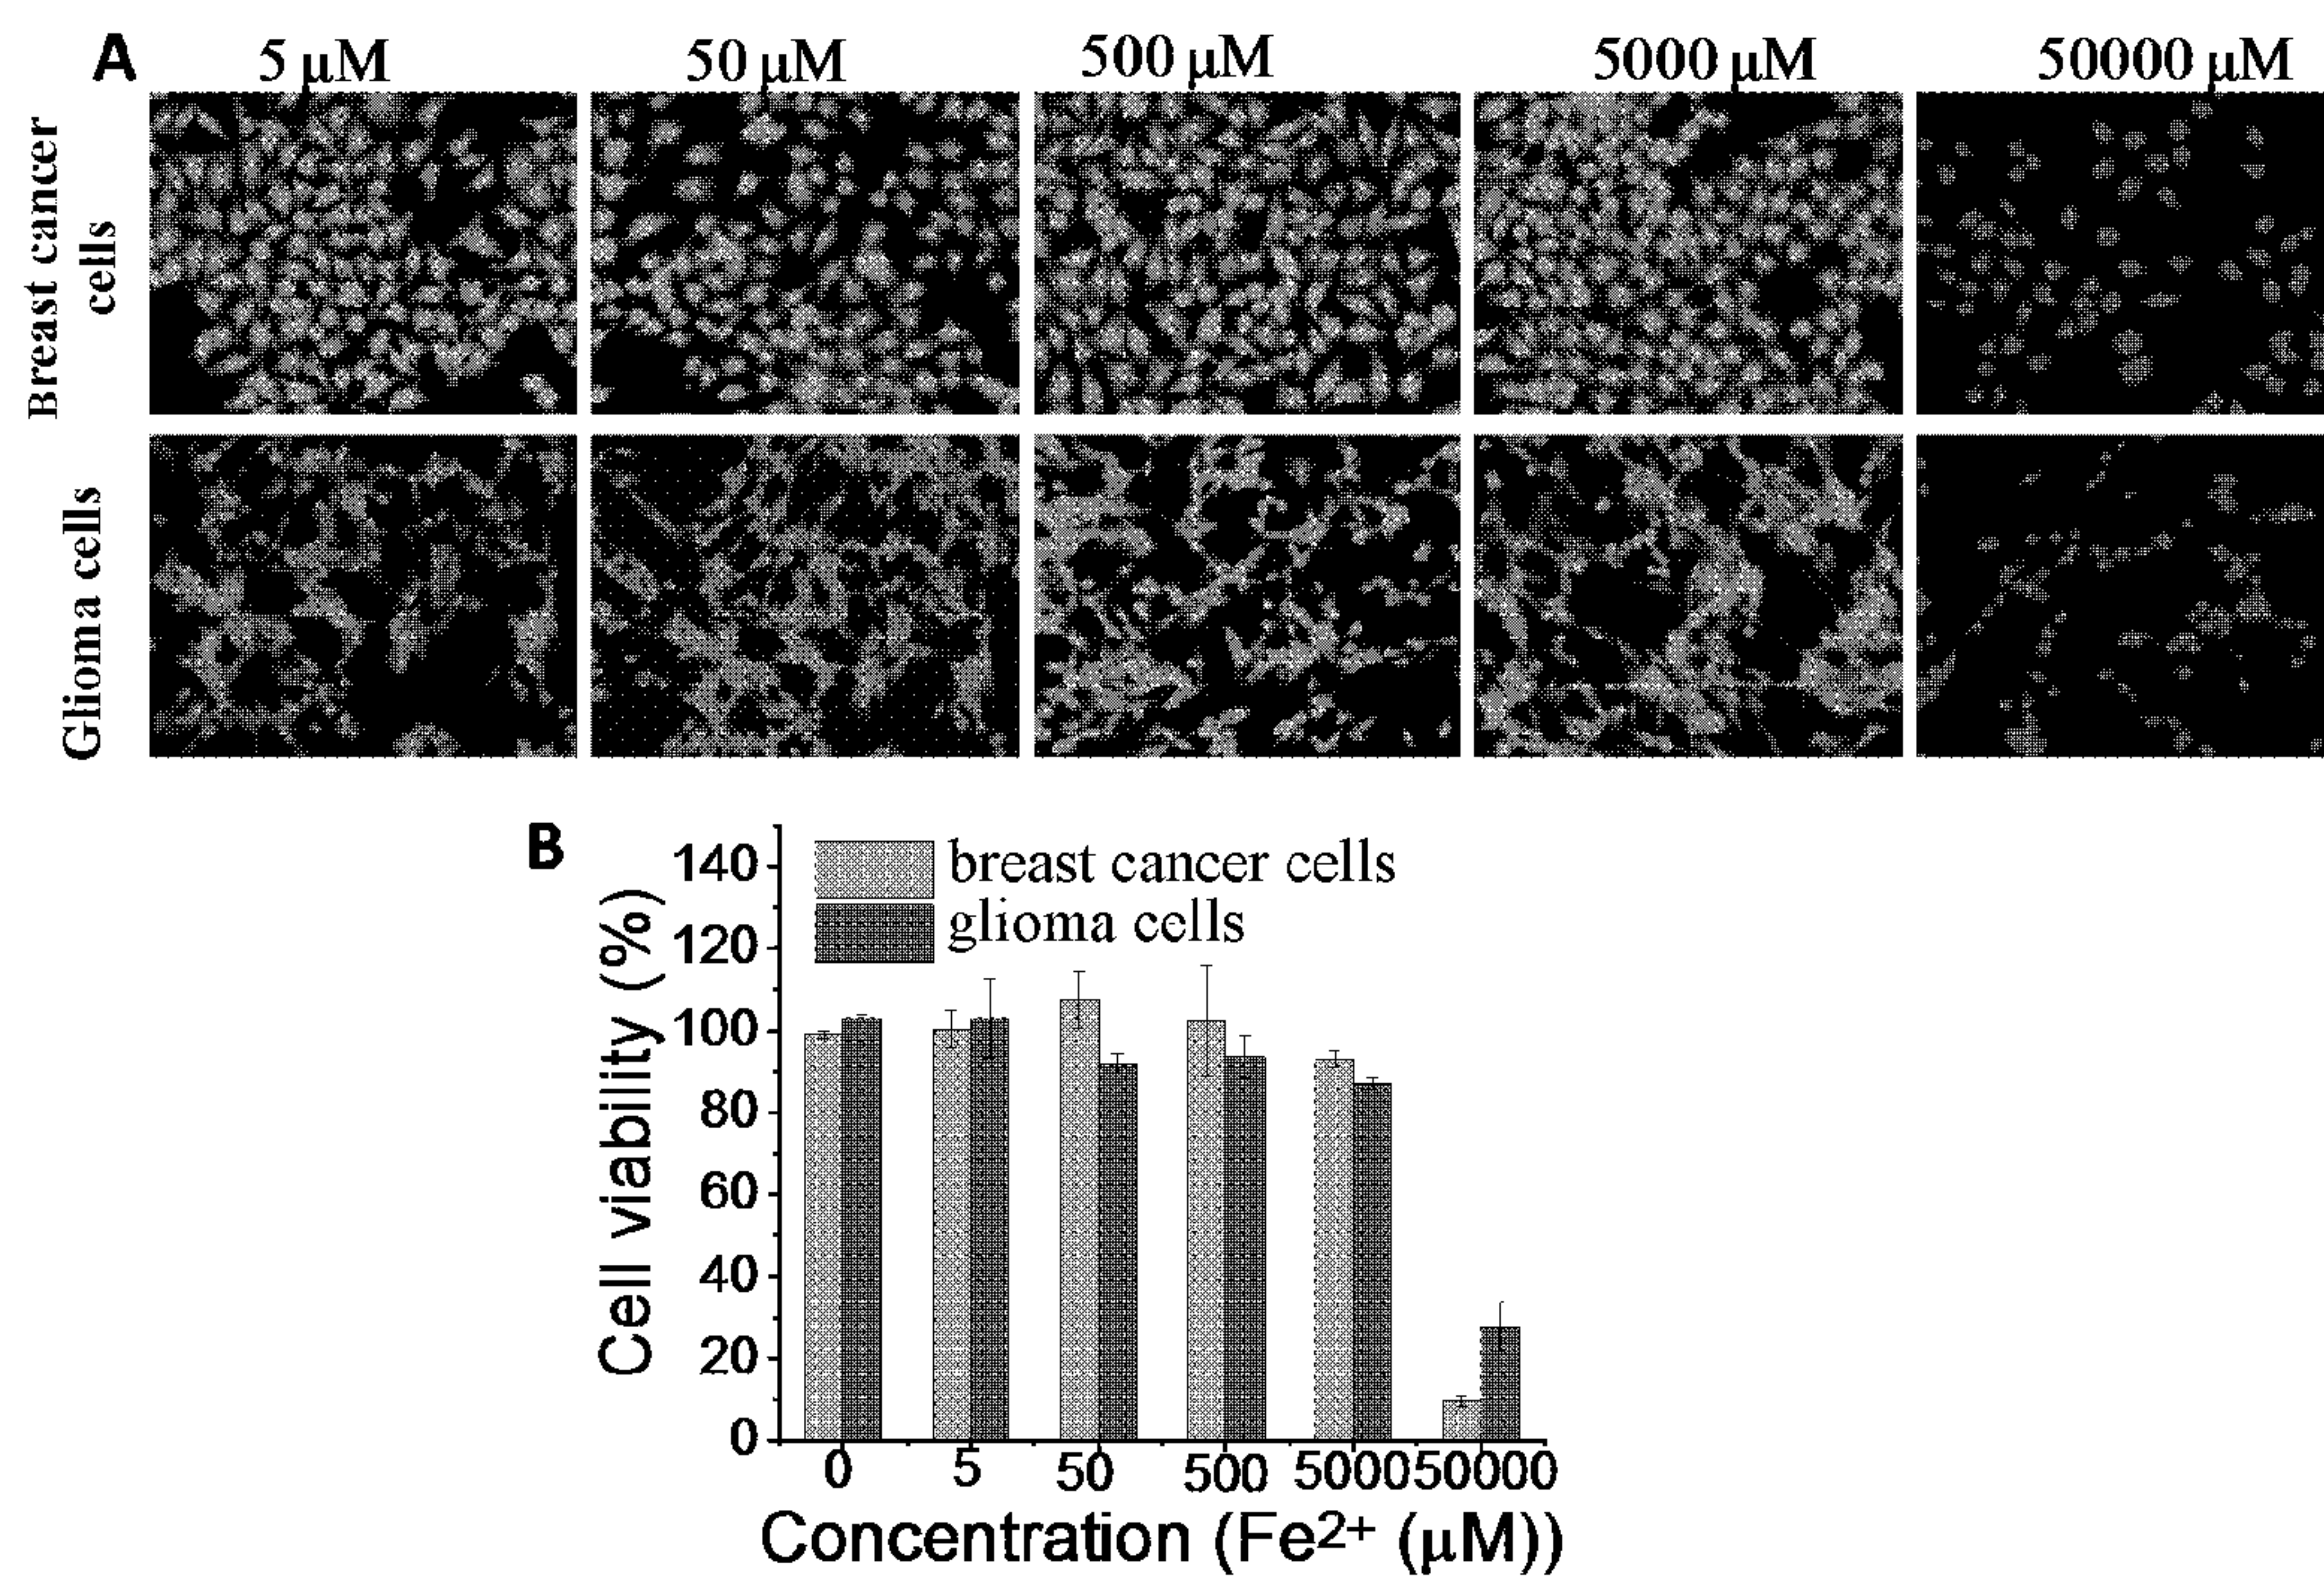 A
5 μM
50 μM
500 μM
5000 μM
50000 μM
Breast cancer
cells
Glioma cells
B
breast cancer cells
glioma cells
Cell viability (%)
140
120
100
80
60
40
20
0
0
5
50
500
5000
50000
Concentration (Fe2+ (μM))